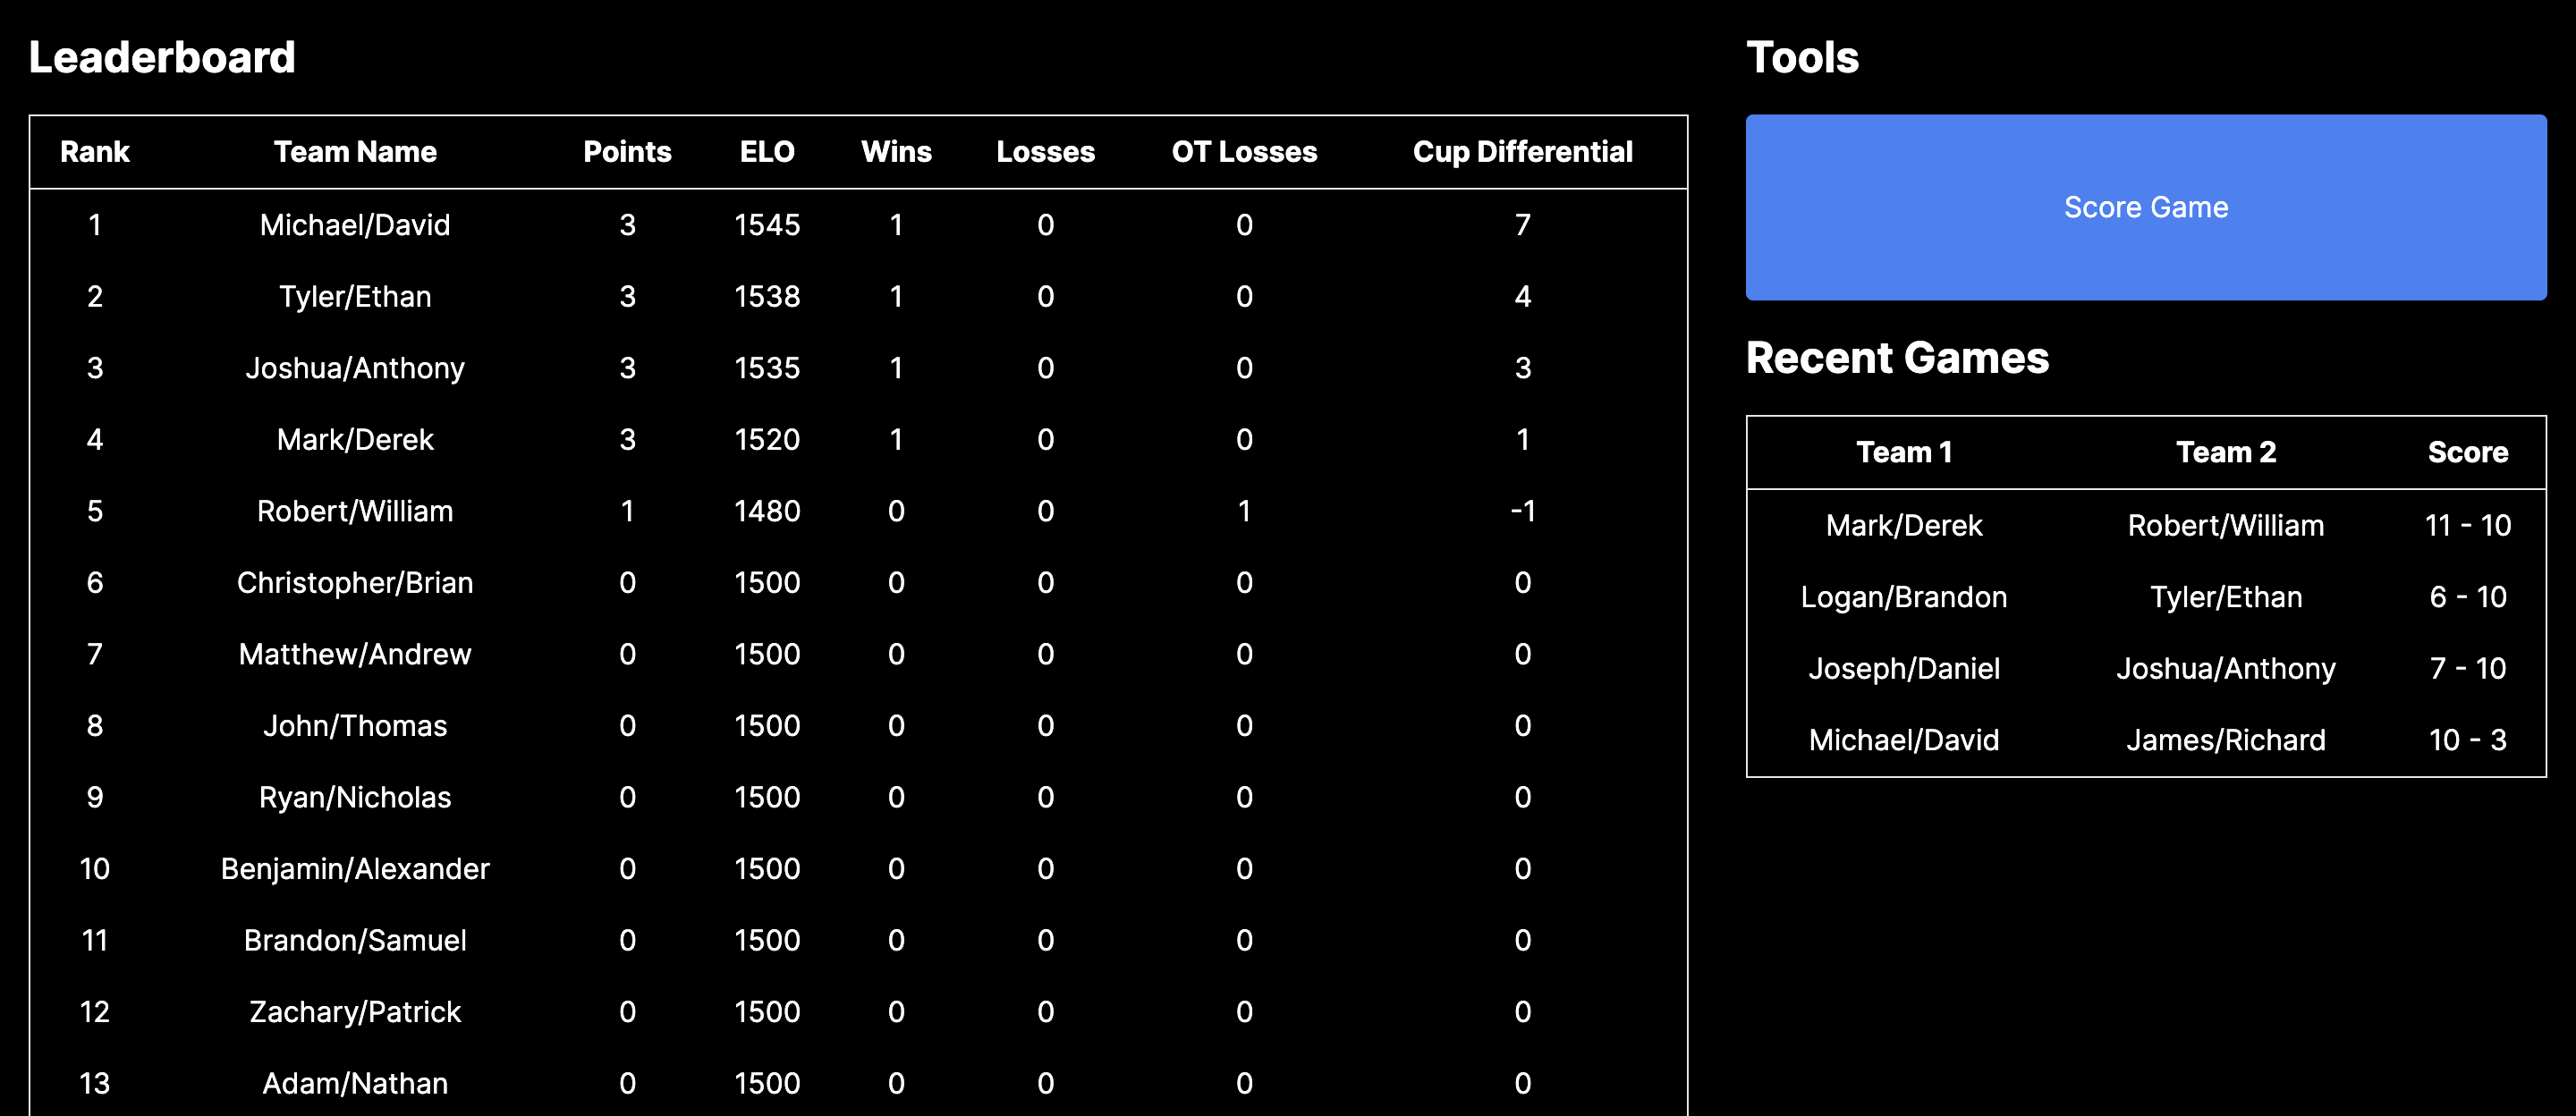 Leaderboard
Rank Team Name Points ELO Wins Losses OT Losses Cup Differential
1 Michael/David 3 1545 1 0 0 7
2 Tyler/Ethan 3 1538 1 0 0 4
3 Joshua/Anthony 3 1535 1 0 0 3
4 Mark/Derek 3 1520 1 0 0 1
5 Robert/William 1 1480 0 0 1 -1
6 Christopher/Brian 0 1500 0 0 0 0
7 Matthew/Andrew 0 1500 0 0 0 0
8 John/Thomas 0 1500 0 0 0 0
9 Ryan/Nicholas 0 1500 0 0 0 0
10 Benjamin/Alexander 0 1500 0 0 0 0
11 Brandon/Samuel 0 1500 0 0 0 0
12 Zachary/Patrick 0 1500 0 0 0 0
13 Adam/Nathan 0 1500 0 0 0 0
Tools
Score Game
Recent Games
Team 1 Team 2 Score
Mark/Derek Robert/William 11 - 10
Logan/Brandon Tyler/Ethan 6 - 10
Joseph/Daniel Joshua/Anthony 7 - 10
Michael/David James/Richard 10 - 3